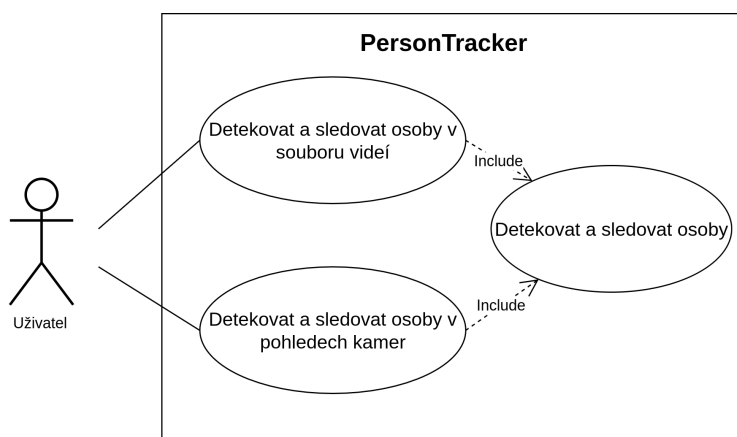 PersonTracker
Detekovat a sledovat osoby v
souboru videí
Include
Detekovat a sledovat osoby
Include
Detekovat a sledovat osoby v
pohledech kamer
Uživatel